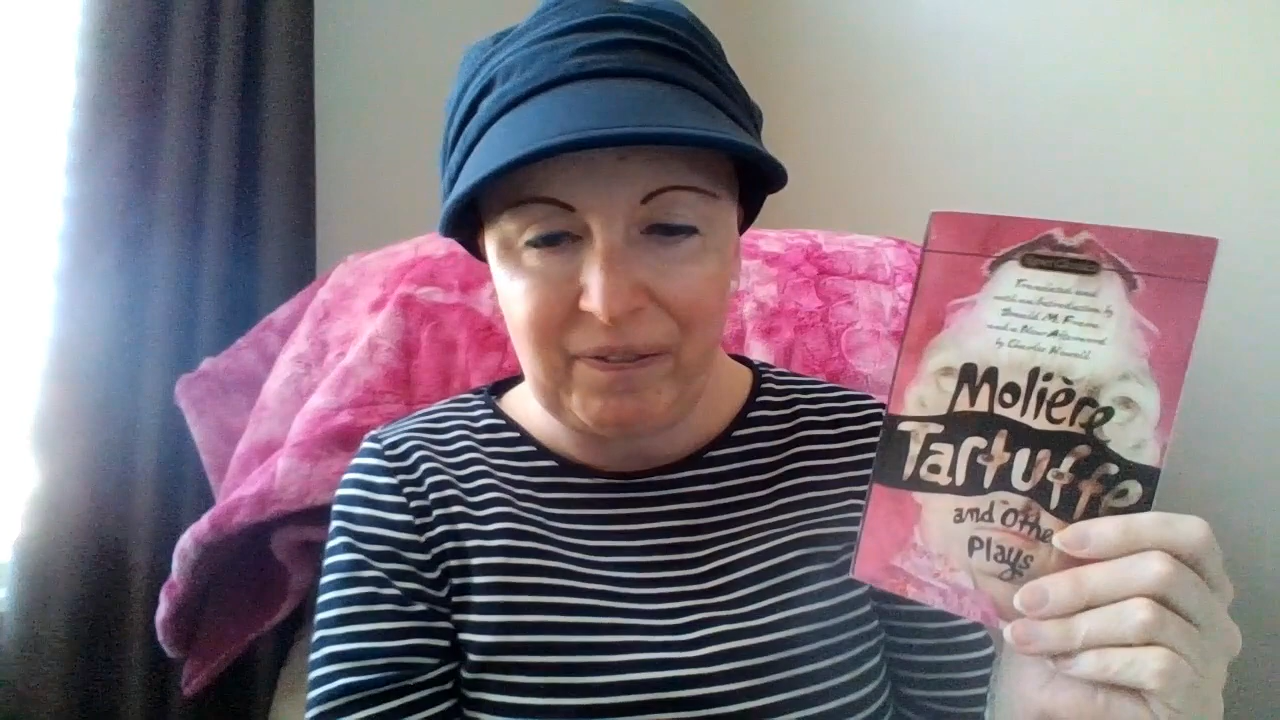 Translated and
with an Introduction by
Donald M. Frame
and a New Afterword
by Charles Newell
Molière
Tartuffe
and Other
Plays